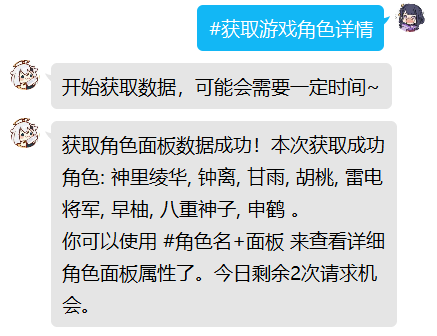 #获取游戏角色详情
开始获取数据，可能会需要一定时间~
获取角色面板数据成功！本次获取成功
角色: 神里绫华, 钟离, 甘雨, 胡桃, 雷电
将军, 早柚, 八重神子, 申鹤 。
你可以使用 #角色名+面板 来查看详细
角色面板属性了。今日剩余2次请求机
会。